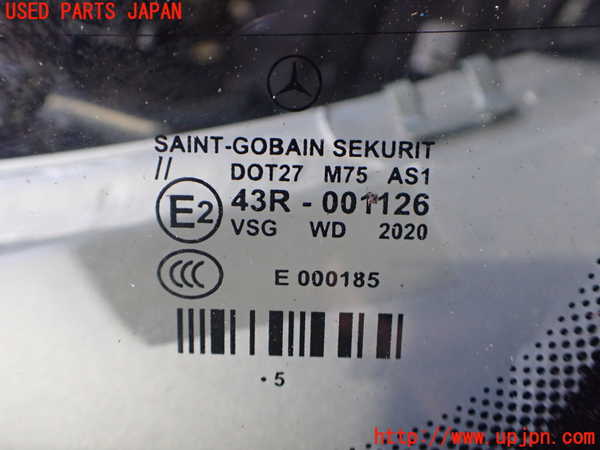 USED PARTS JAPAN
SAINT-GOBAIN SEKURIT
// DOT27 M75 AS1
E2 43R - 001126
VSG WD 2020
CCC E 000185
.5
http://www.upjpn.com/